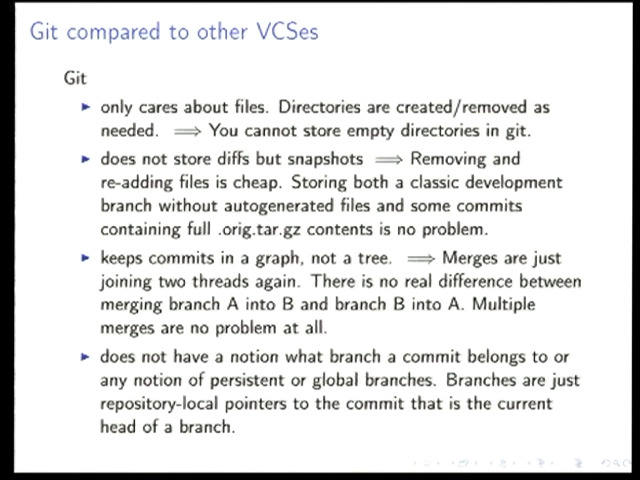 Git compared to other VCSes
Git
▶ only cares about files. Directories are created/removed as
needed. ⟹ You cannot store empty directories in git.
▶ does not store diffs but snapshots ⟹ Removing and
re-adding files is cheap. Storing both a classic development
branch without autogenerated files and some commits
containing full .orig.tar.gz contents is no problem.
▶ keeps commits in a graph, not a tree. ⟹ Merges are just
joining two threads again. There is no real difference between
merging branch A into B and branch B into A. Multiple
merges are no problem at all.
▶ does not have a notion what branch a commit belongs to or
any notion of persistent or global branches. Branches are just
repository-local pointers to the commit that is the current
head of a branch.